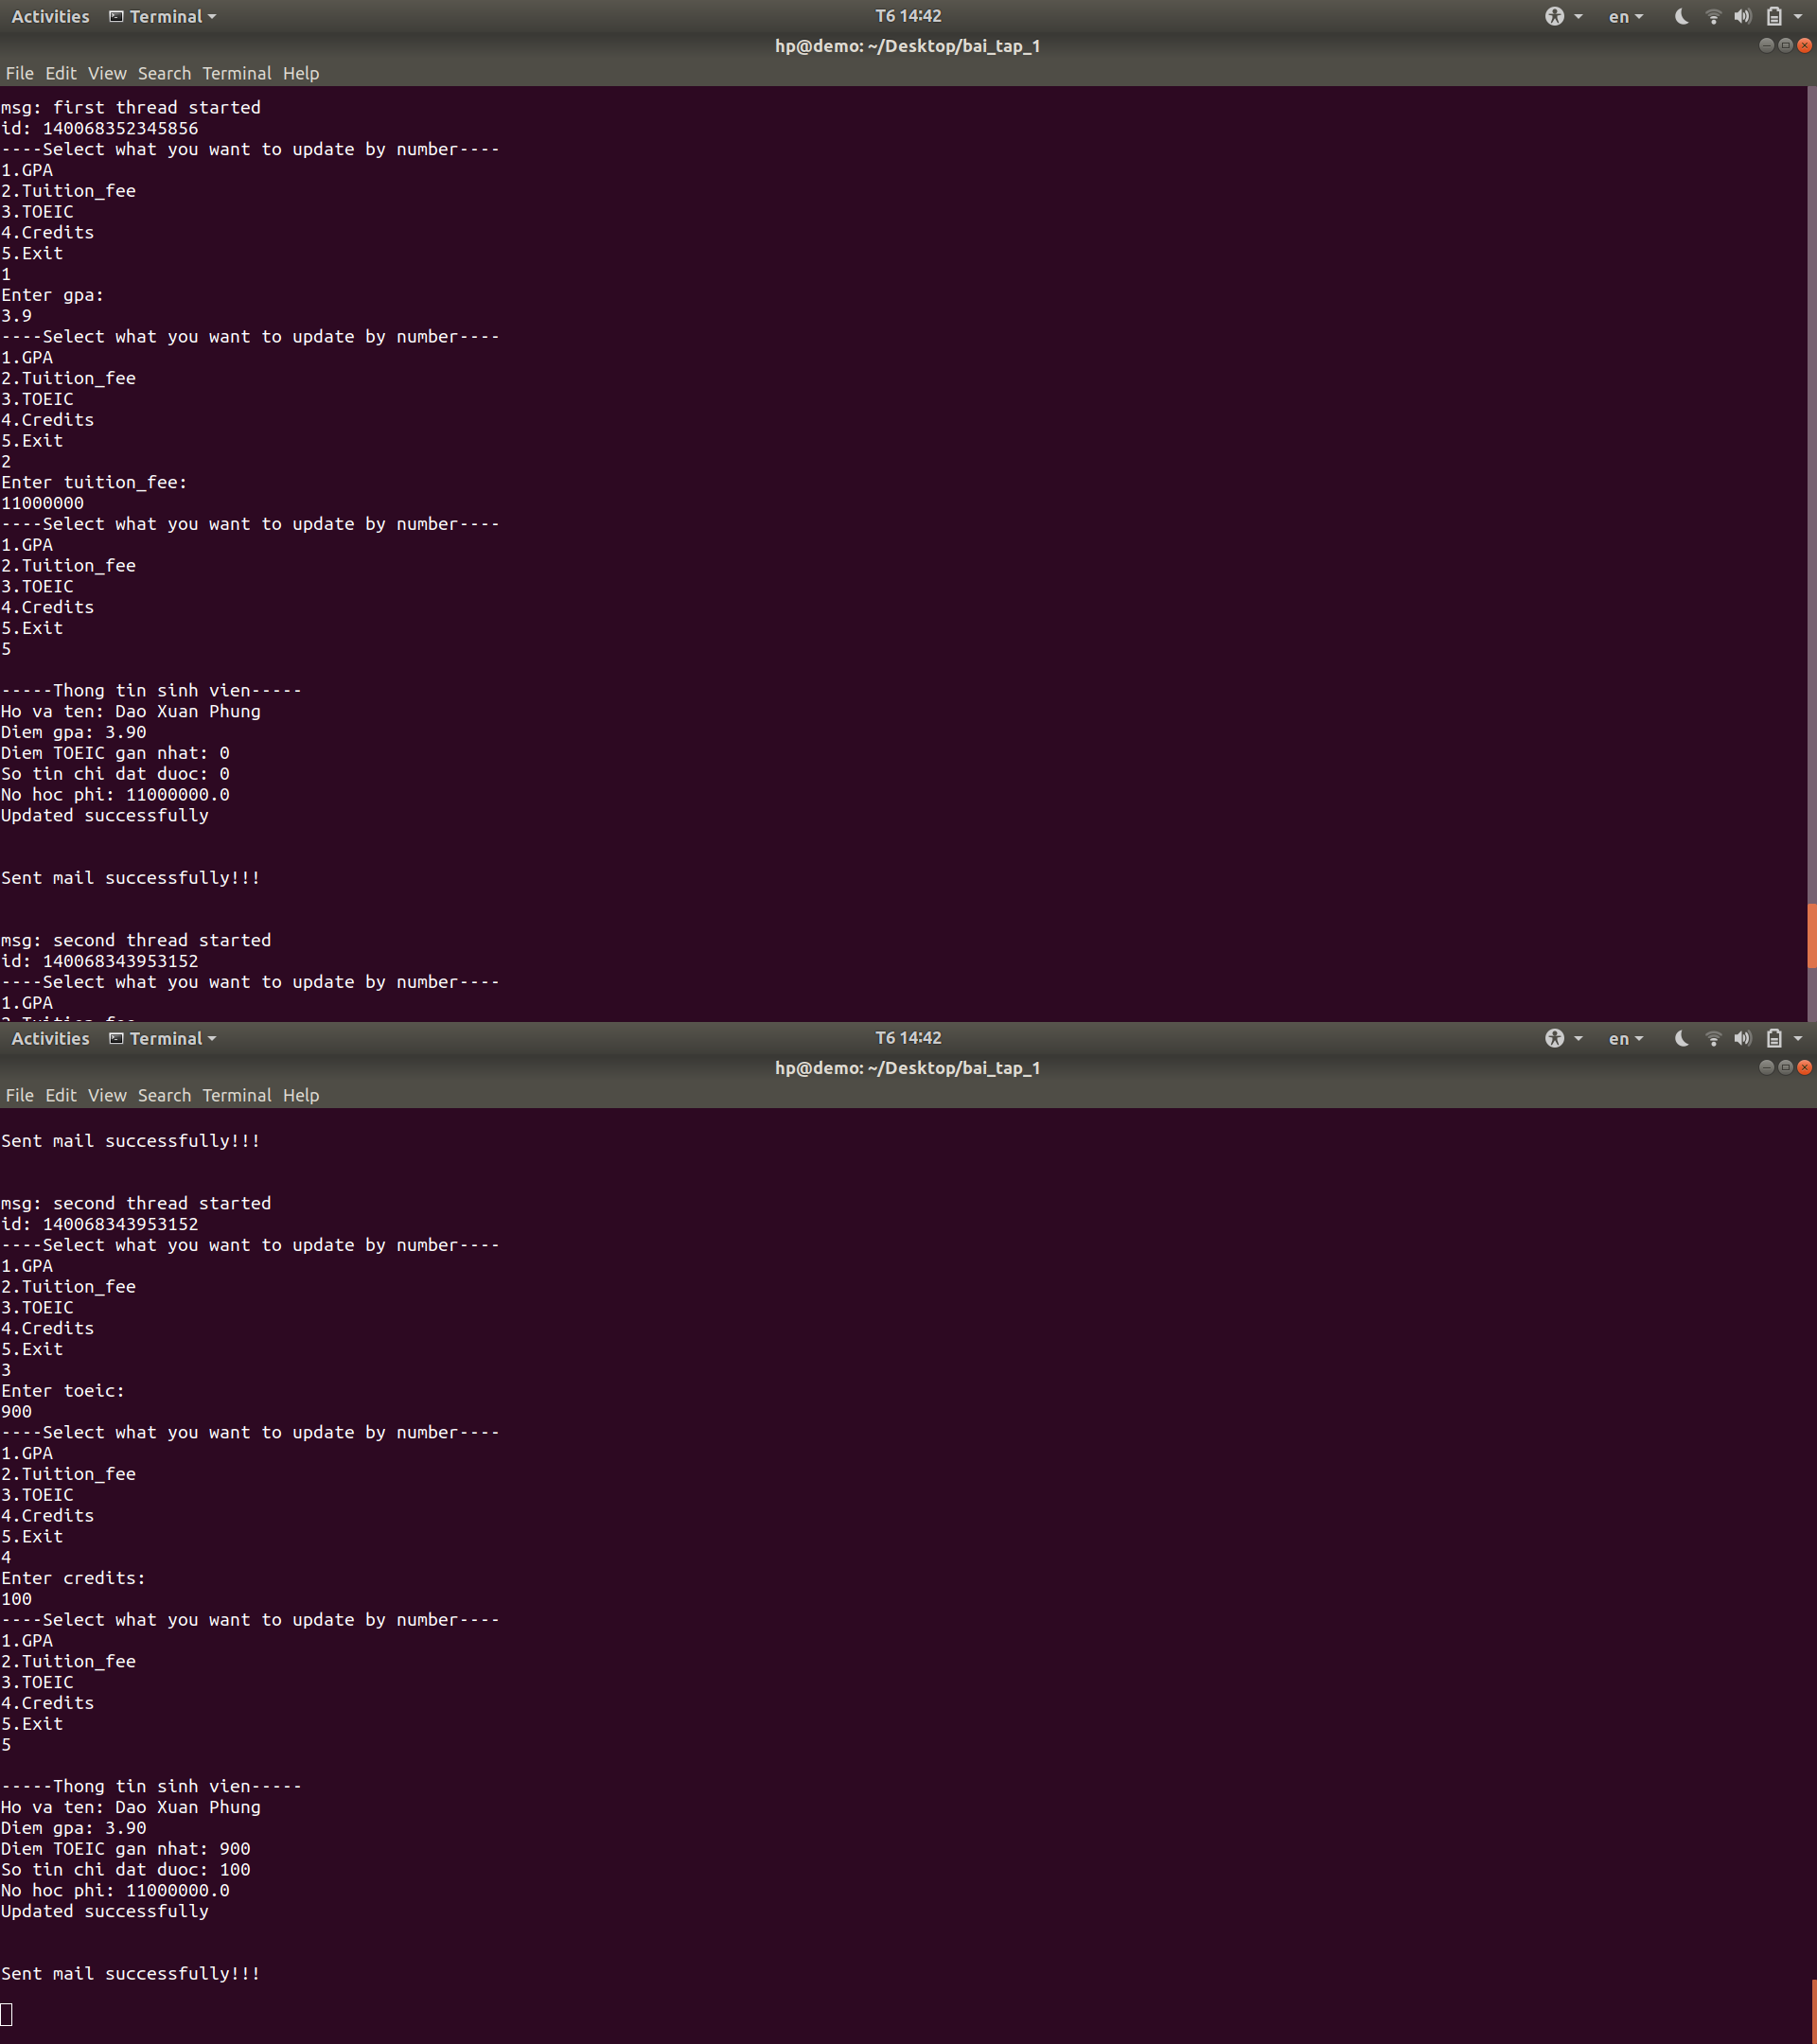 Activities Terminal T6 14:42 en
hp@demo: ~/Desktop/bai_tap_1
File Edit View Search Terminal Help
msg: first thread started
id: 140068352345856
----Select what you want to update by number----
1.GPA
2.Tuition_fee
3.TOEIC
4.Credits
5.Exit
1
Enter gpa:
3.9
----Select what you want to update by number----
1.GPA
2.Tuition_fee
3.TOEIC
4.Credits
5.Exit
2
Enter tuition_fee:
11000000
----Select what you want to update by number----
1.GPA
2.Tuition_fee
3.TOEIC
4.Credits
5.Exit
5
-----Thong tin sinh vien-----
Ho va ten: Dao Xuan Phung
Diem gpa: 3.90
Diem TOEIC gan nhat: 0
So tin chi dat duoc: 0
No hoc phi: 11000000.0
Updated successfully
Sent mail successfully!!!
msg: second thread started
id: 140068343953152
----Select what you want to update by number----
1.GPA
2.Tuition_fee
Activities Terminal T6 14:42 en
hp@demo: ~/Desktop/bai_tap_1
File Edit View Search Terminal Help
Sent mail successfully!!!
msg: second thread started
id: 140068343953152
----Select what you want to update by number----
1.GPA
2.Tuition_fee
3.TOEIC
4.Credits
5.Exit
3
Enter toeic:
900
----Select what you want to update by number----
1.GPA
2.Tuition_fee
3.TOEIC
4.Credits
5.Exit
4
Enter credits:
100
----Select what you want to update by number----
1.GPA
2.Tuition_fee
3.TOEIC
4.Credits
5.Exit
5
-----Thong tin sinh vien-----
Ho va ten: Dao Xuan Phung
Diem gpa: 3.90
Diem TOEIC gan nhat: 900
So tin chi dat duoc: 100
No hoc phi: 11000000.0
Updated successfully
Sent mail successfully!!!